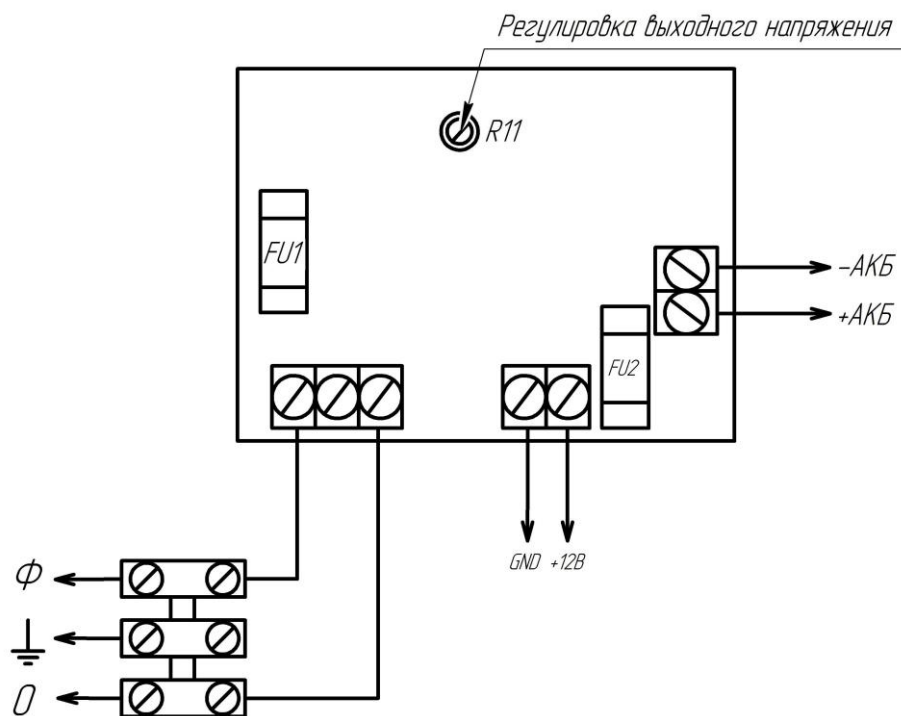 Регулировка выходного напряжения
R11
FU1
-АКБ
+АКБ
FU2
GND +12В
Ф
0